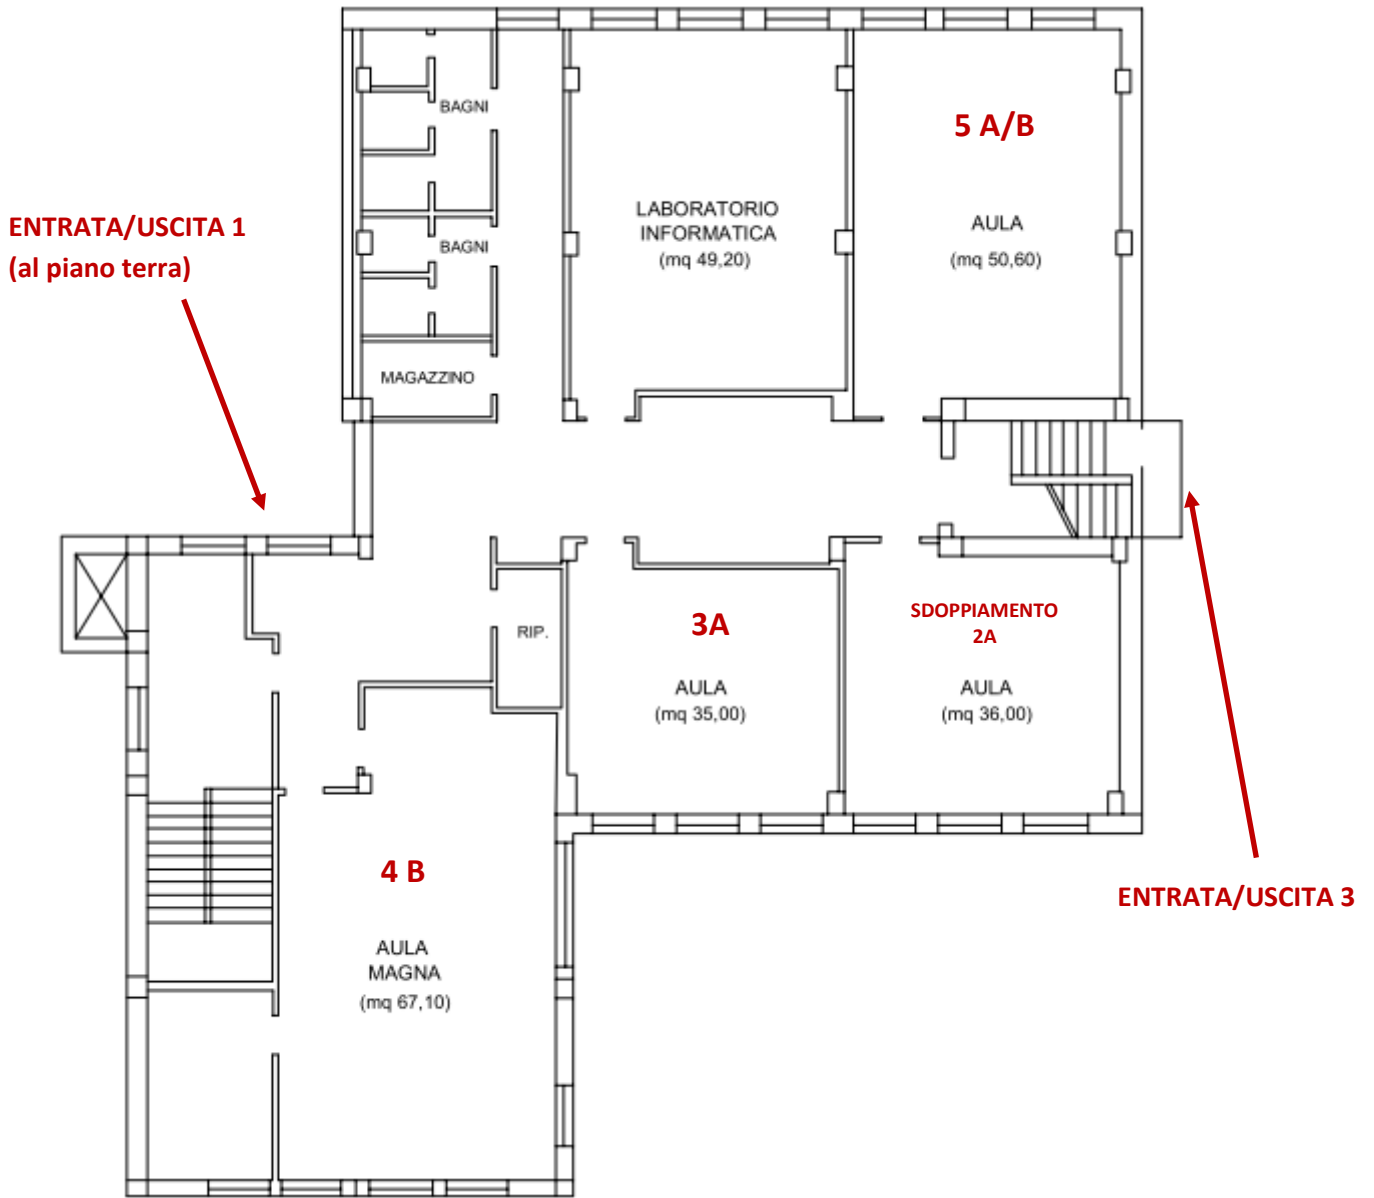 BAGNI
5 A/B
LABORATORIO
INFORMATICA
(mq 49,20)
AULA
(mq 50,60)
ENTRATA/USCITA 1
(al piano terra)
BAGNI
MAGAZZINO
RIP.
3A
AULA
(mq 35,00)
SDOPPIAMENTO
2A
AULA
(mq 36,00)
4 B
AULA
MAGNA
(mq 67,10)
ENTRATA/USCITA 3